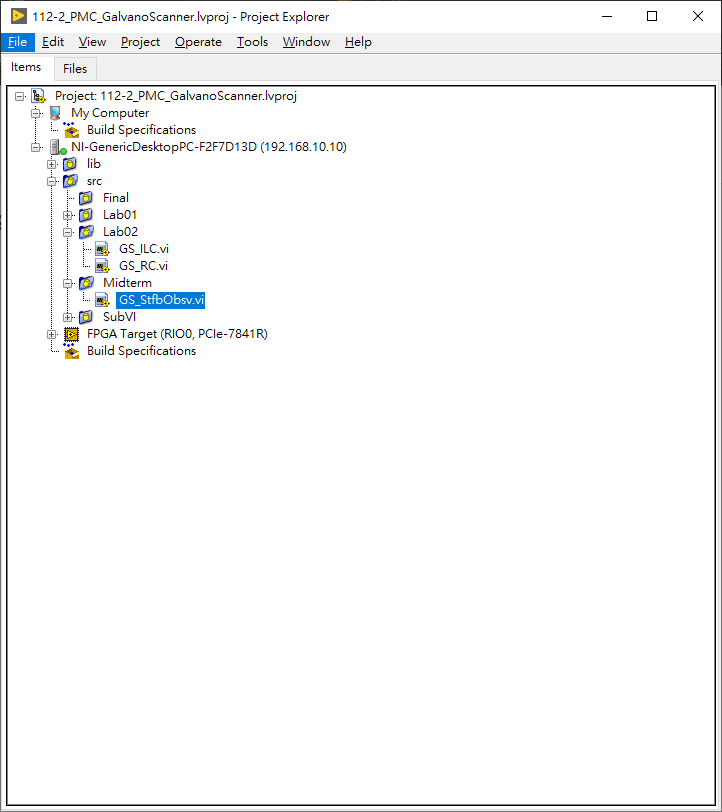 112-2_PMC_GalvanoScanner.lvproj - Project Explorer
File Edit View Project Operate Tools Window Help
Items Files
Project: 112-2_PMC_GalvanoScanner.lvproj
My Computer
Build Specifications
NI-GenericDesktopPC-F2F7D13D (192.168.10.10)
lib
src
Final
Lab01
Lab02
GS_ILC.vi
GS_RC.vi
Midterm
GS_StfbObsv.vi
SubVI
FPGA Target (RIO0, PCIe-7841R)
Build Specifications